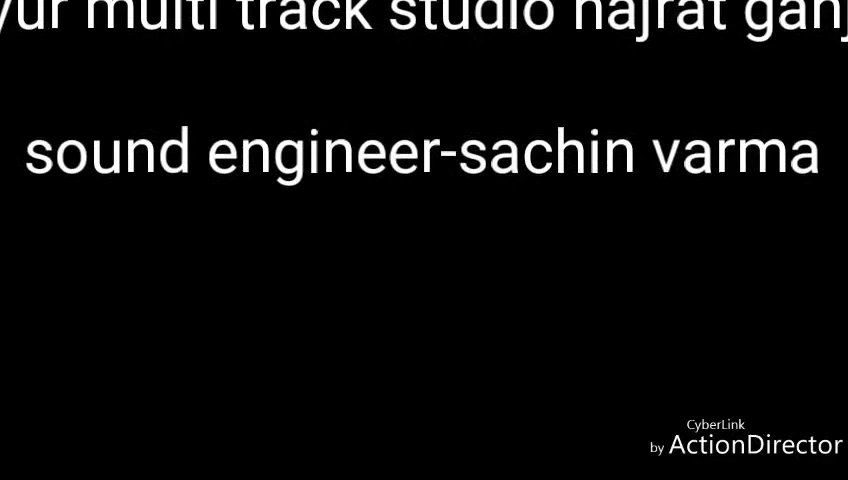 yur multi track studio hajrat ganj
sound engineer-sachin varma
CyberLink
by ActionDirector